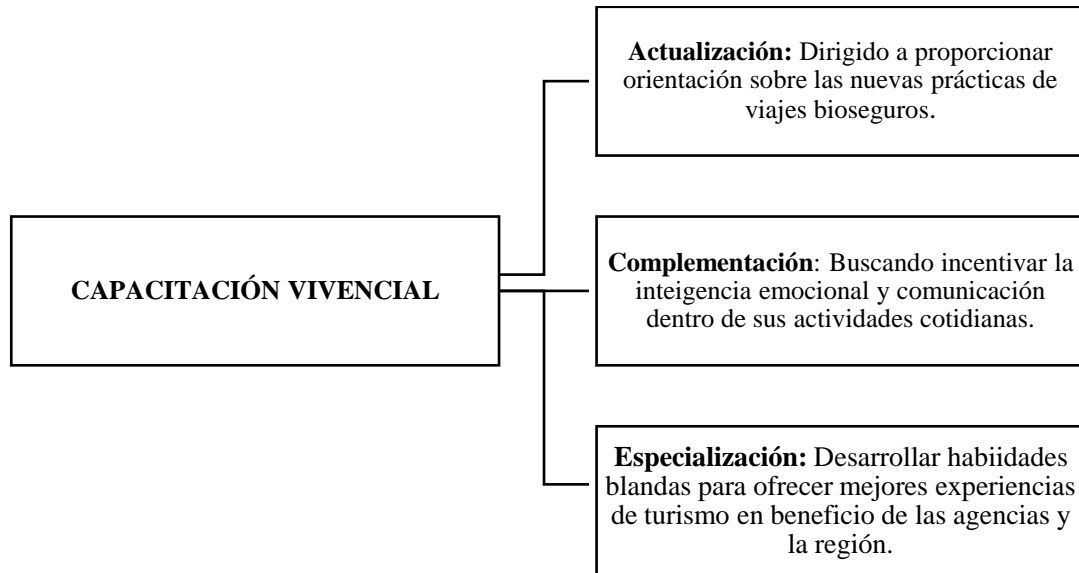 Actualización: Dirigido a proporcionar
orientación sobre las nuevas prácticas de
viajes bioseguros.
CAPACITACIÓN VIVENCIAL
Complementación: Buscando incentivar la
inteigencia emocional y comunicación
dentro de sus actividades cotidianas.
Especialización: Desarrollar habiidades
blandas para ofrecer mejores experiencias
de turismo en beneficio de las agencias y
la región.